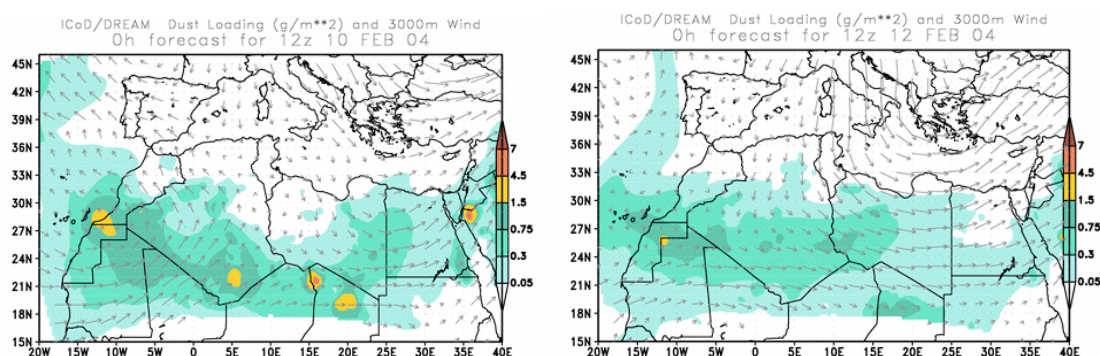 ICoD/DREAM Dust Loading (g/m**2) and 3000m Wind
0h forecast for 12z 10 FEB 04
45N
42N
39N
36N
33N
30N
27N
24N
21N
18N
15N
20W 15W 10W 5W 0 5E 10E 15E 20E 25E 30E 35E 40E
7
4.5
1.5
0.75
0.3
0.05
ICoD/DREAM Dust Loading (g/m**2) and 3000m Wind
0h forecast for 12z 12 FEB 04
45N
42N
39N
36N
33N
30N
27N
24N
21N
18N
15N
20W 15W 10W 5W 0 5E 10E 15E 20E 25E 30E 35E 40E
7
4.5
1.5
0.75
0.3
0.05